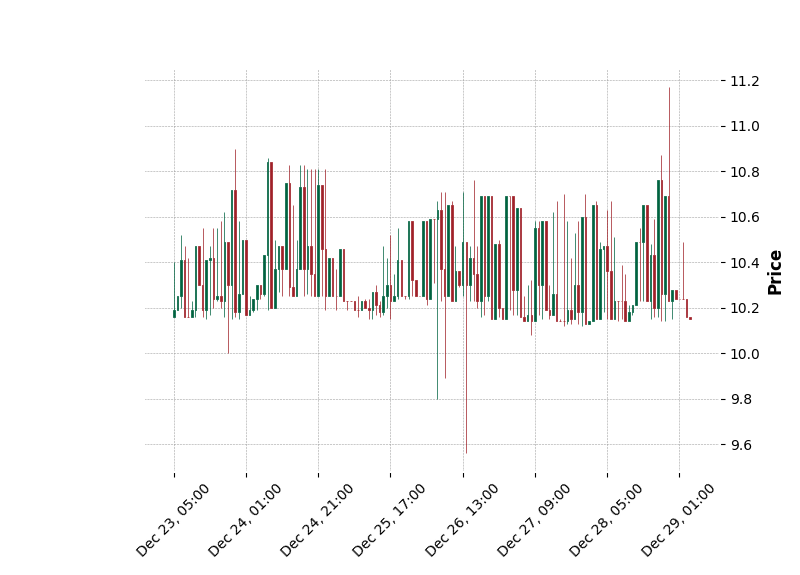 11.2
11.0
10.8
10.6
10.4
10.2
10.0
9.8
9.6
Price
Dec 23, 05:00
Dec 24, 01:00
Dec 24, 21:00
Dec 25, 17:00
Dec 26, 13:00
Dec 27, 09:00
Dec 28, 05:00
Dec 29, 01:00